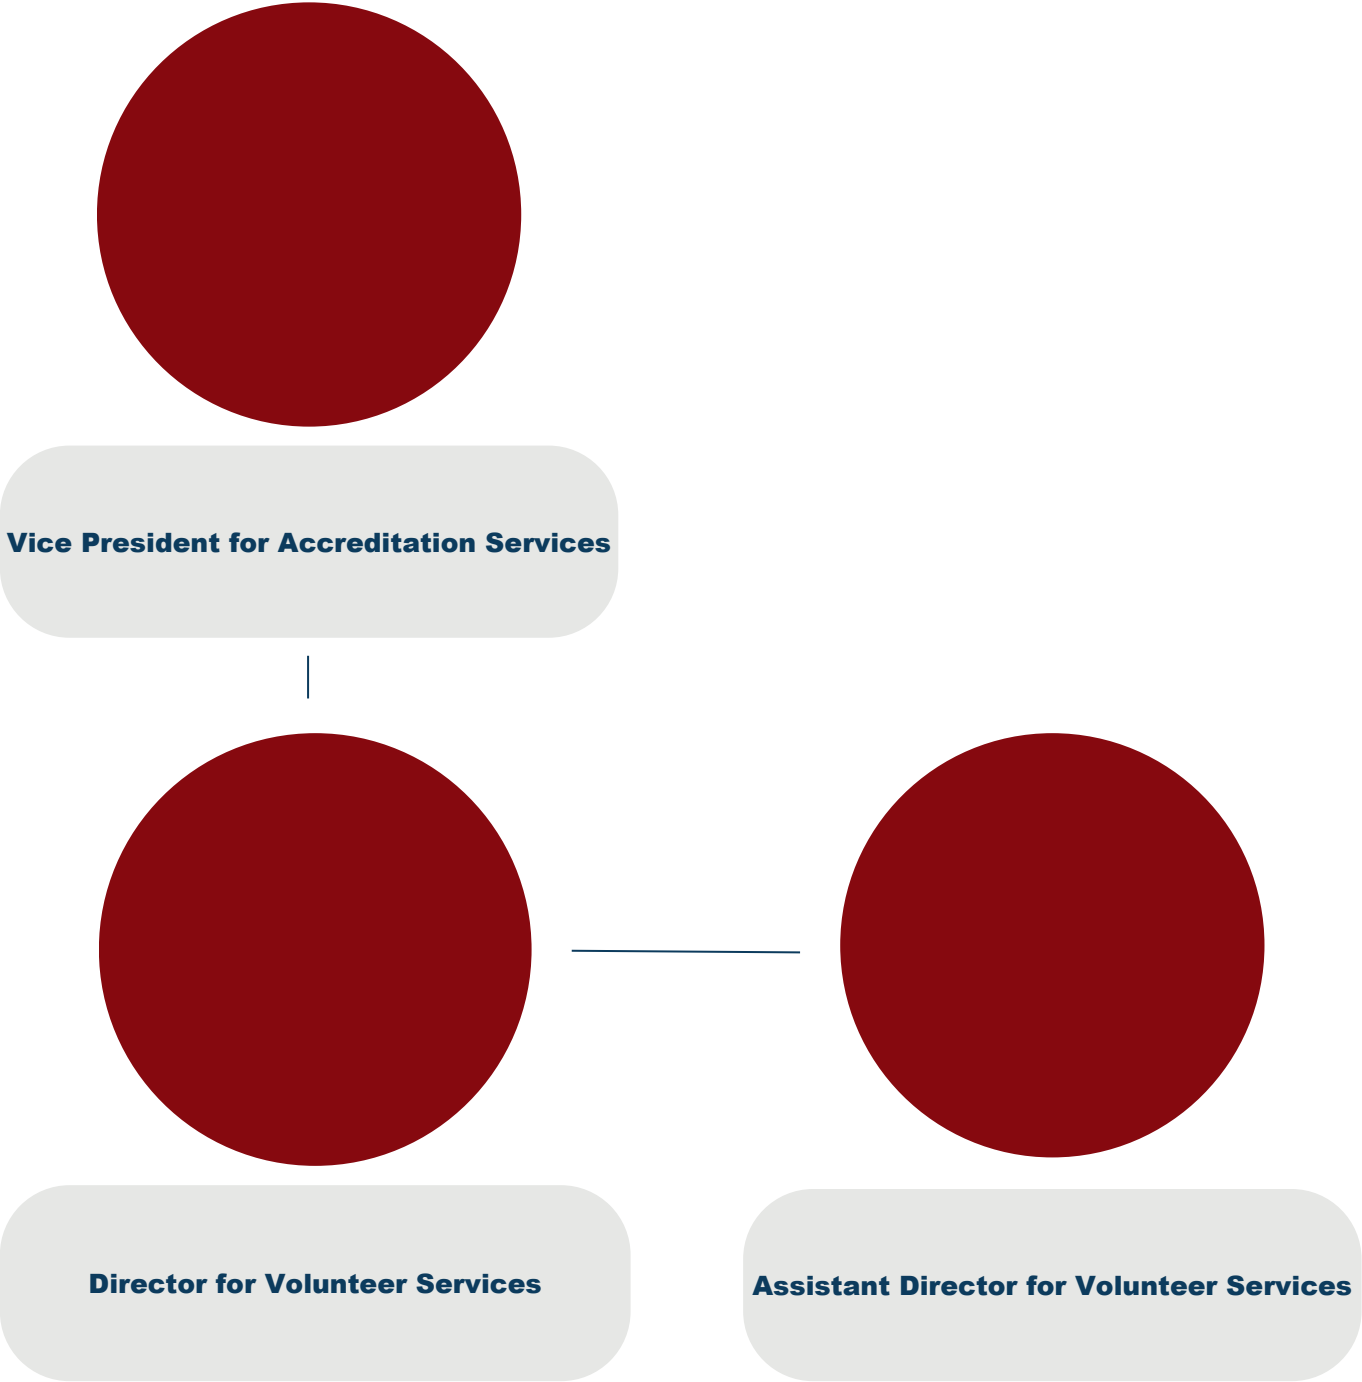 Vice President for Accreditation Services
Director for Volunteer Services
Assistant Director for Volunteer Services